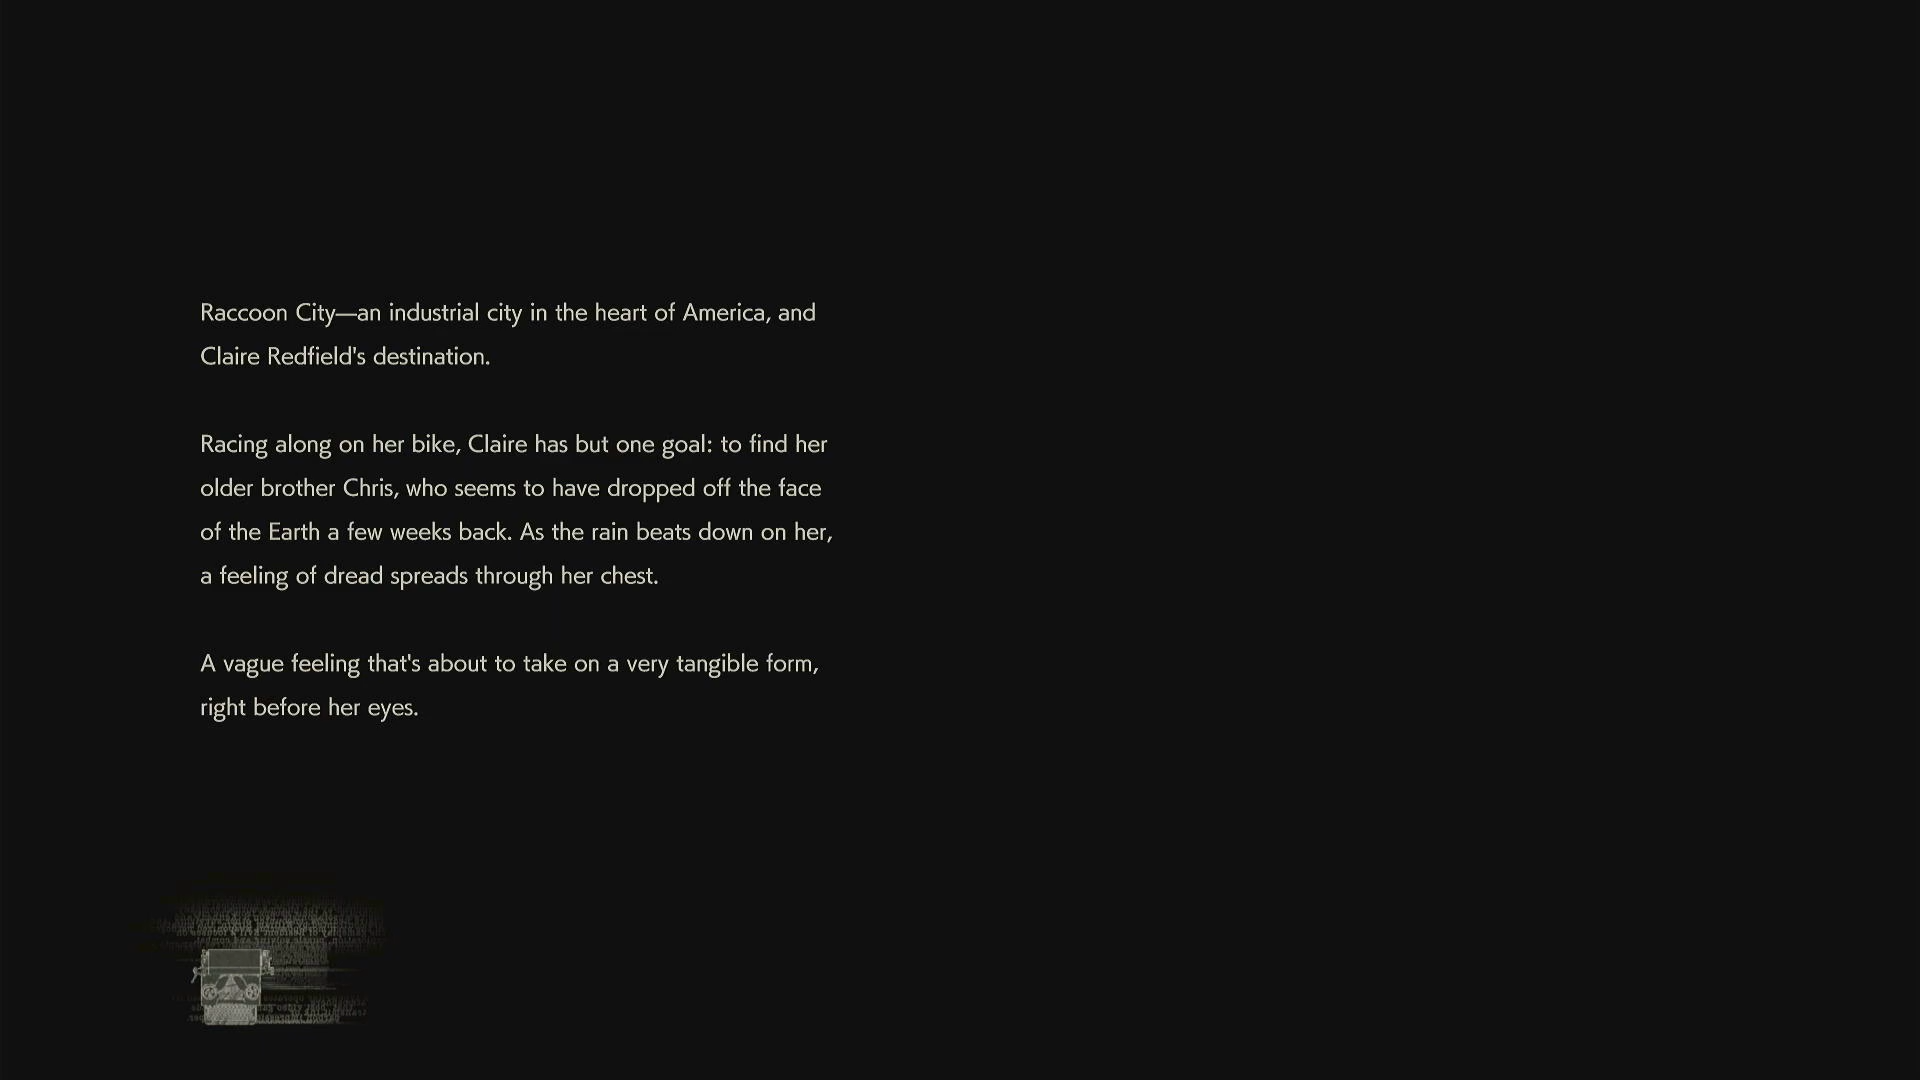 Raccoon City—an industrial city in the heart of America, and
Claire Redfield's destination.
Racing along on her bike, Claire has but one goal: to find her
older brother Chris, who seems to have dropped off the face
of the Earth a few weeks back. As the rain beats down on her,
a feeling of dread spreads through her chest.
A vague feeling that's about to take on a very tangible form,
right before her eyes.